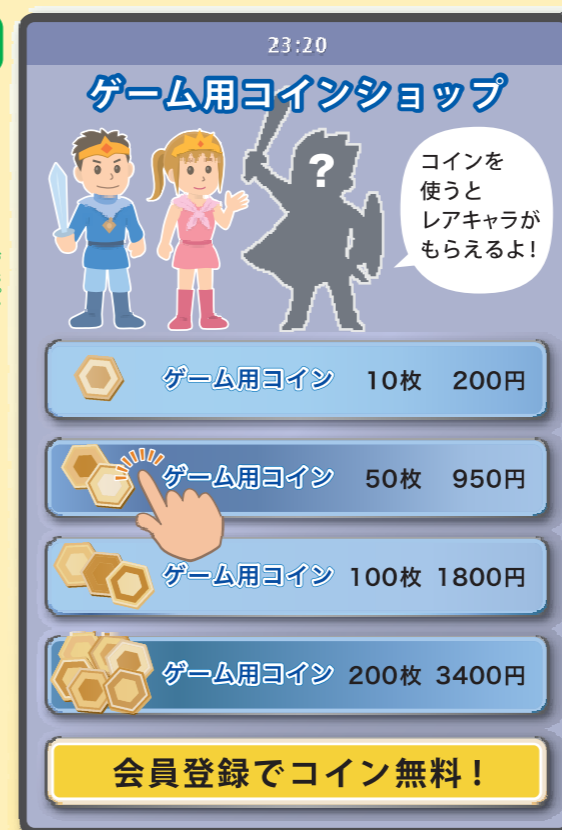 23:20
ゲーム用コインショップ
?
コインを
使うと
レアキャラが
もらえるよ!
ゲーム用コイン 10枚 200円
ゲーム用コイン 50枚 950円
ゲーム用コイン 100枚 1800円
ゲーム用コイン 200枚 3400円
会員登録でコイン無料!